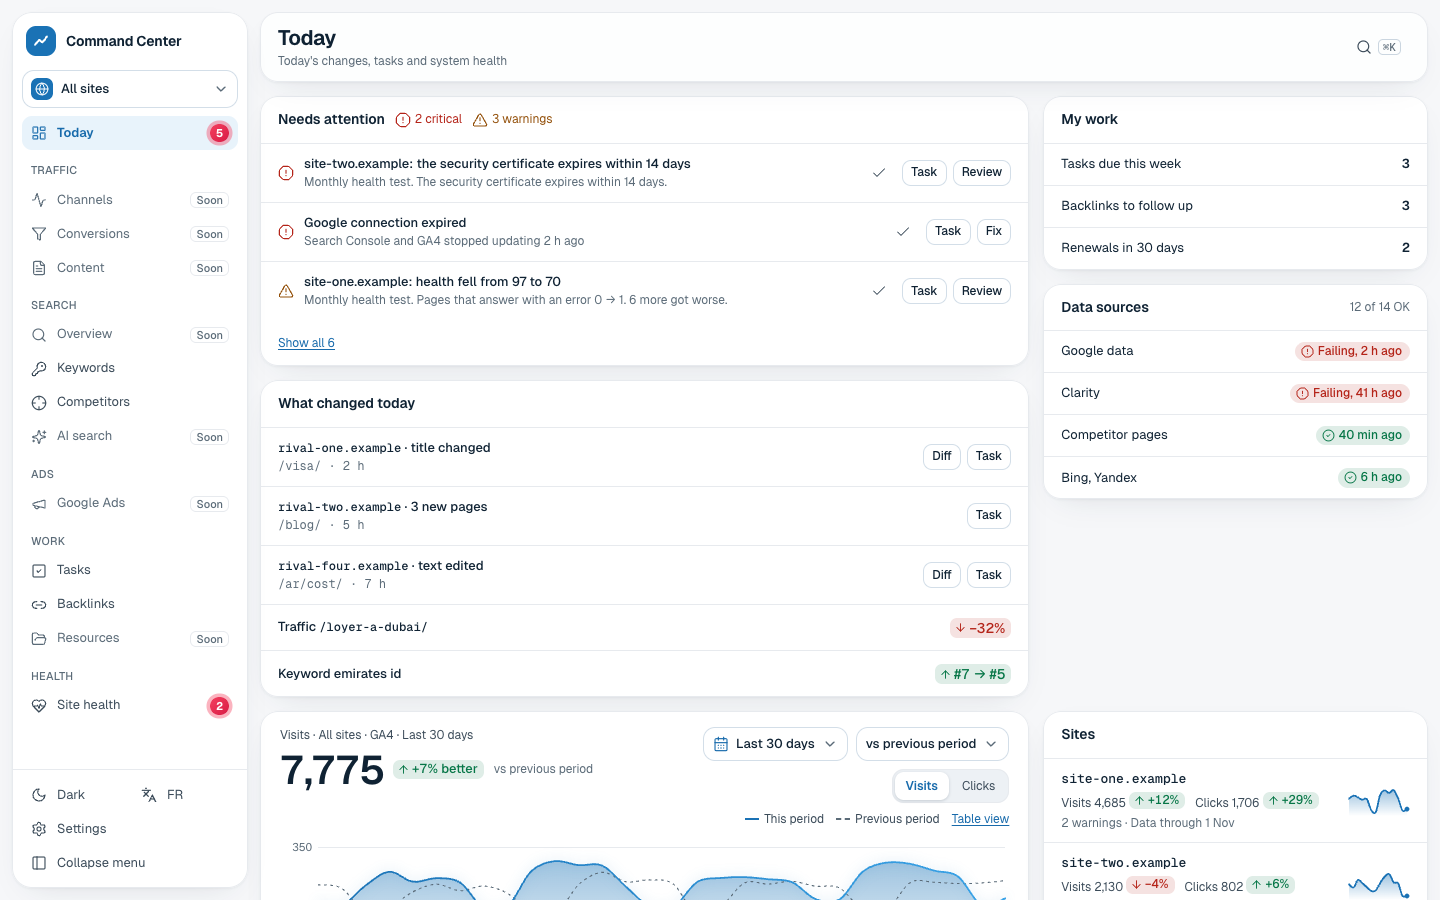 Command Center
All sites
Today 5
TRAFFIC
Channels Soon
Conversions Soon
Content Soon
SEARCH
Overview Soon
Keywords
Competitors
AI search Soon
ADS
Google Ads Soon
WORK
Tasks
Backlinks
Resources Soon
HEALTH
Site health 2
Dark FR
Settings
Collapse menu
Today
Today's changes, tasks and system health
⌘K
Needs attention 2 critical 3 warnings
site-two.example: the security certificate expires within 14 days
Monthly health test. The security certificate expires within 14 days.
Task Review
Google connection expired
Search Console and GA4 stopped updating 2 h ago
Task Fix
site-one.example: health fell from 97 to 70
Monthly health test. Pages that answer with an error 0 → 1. 6 more got worse.
Task Review
Show all 6
What changed today
rival-one.example · title changed
/visa/ · 2 h
Diff Task
rival-two.example · 3 new pages
/blog/ · 5 h
Task
rival-four.example · text edited
/ar/cost/ · 7 h
Diff Task
Traffic /loyer-a-dubai/ ↓ −32%
Keyword emirates id ↑ #7 → #5
Visits · All sites · GA4 · Last 30 days
7,775 ↑ +7% better vs previous period
Last 30 days vs previous period
Visits Clicks
This period Previous period Table view
350
My work
Tasks due this week 3
Backlinks to follow up 3
Renewals in 30 days 2
Data sources 12 of 14 OK
Google data Failing, 2 h ago
Clarity Failing, 41 h ago
Competitor pages 40 min ago
Bing, Yandex 6 h ago
Sites
site-one.example
Visits 4,685 ↑ +12% Clicks 1,706 ↑ +29%
2 warnings · Data through 1 Nov
site-two.example
Visits 2,130 ↓ −4% Clicks 802 ↑ +6%